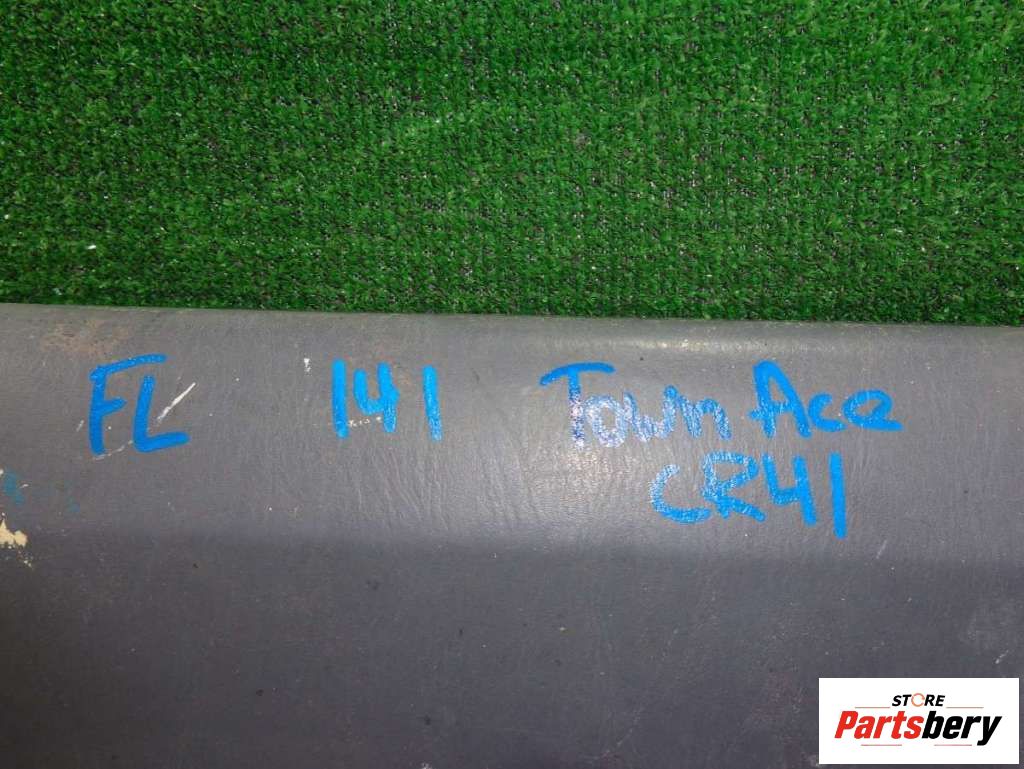 FL 141 Town Ace
CR41
STORE
Partsbery